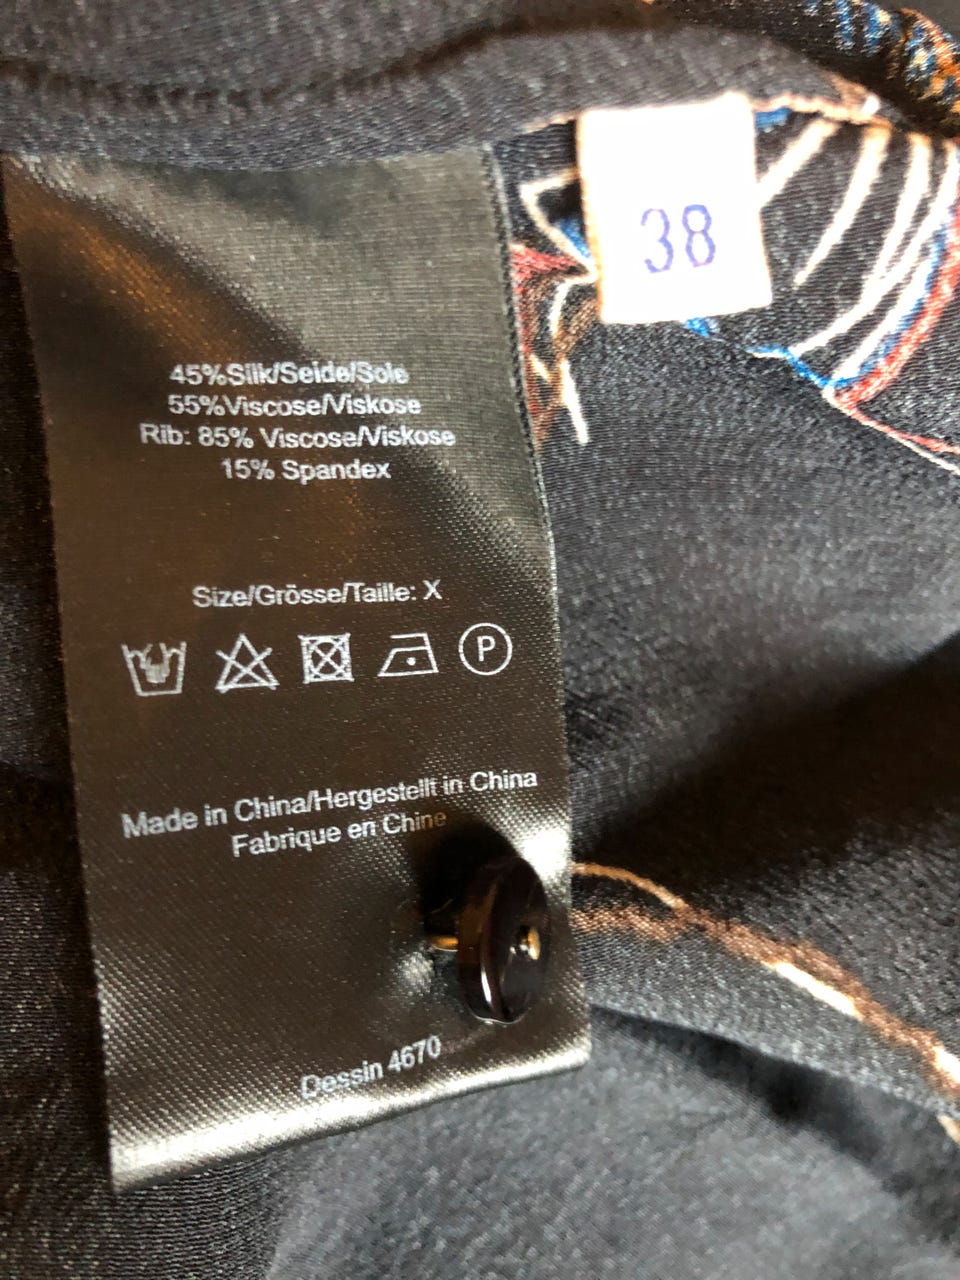 38
45%Silk/Seide/Sole
55%Viscose/Viskose
Rib: 85% Viscose/Viskose
15% Spandex
Size/Grösse/Taille: X
P
Made in China/Hergestellt in China
Fabrique en Chine
Dessin 4670